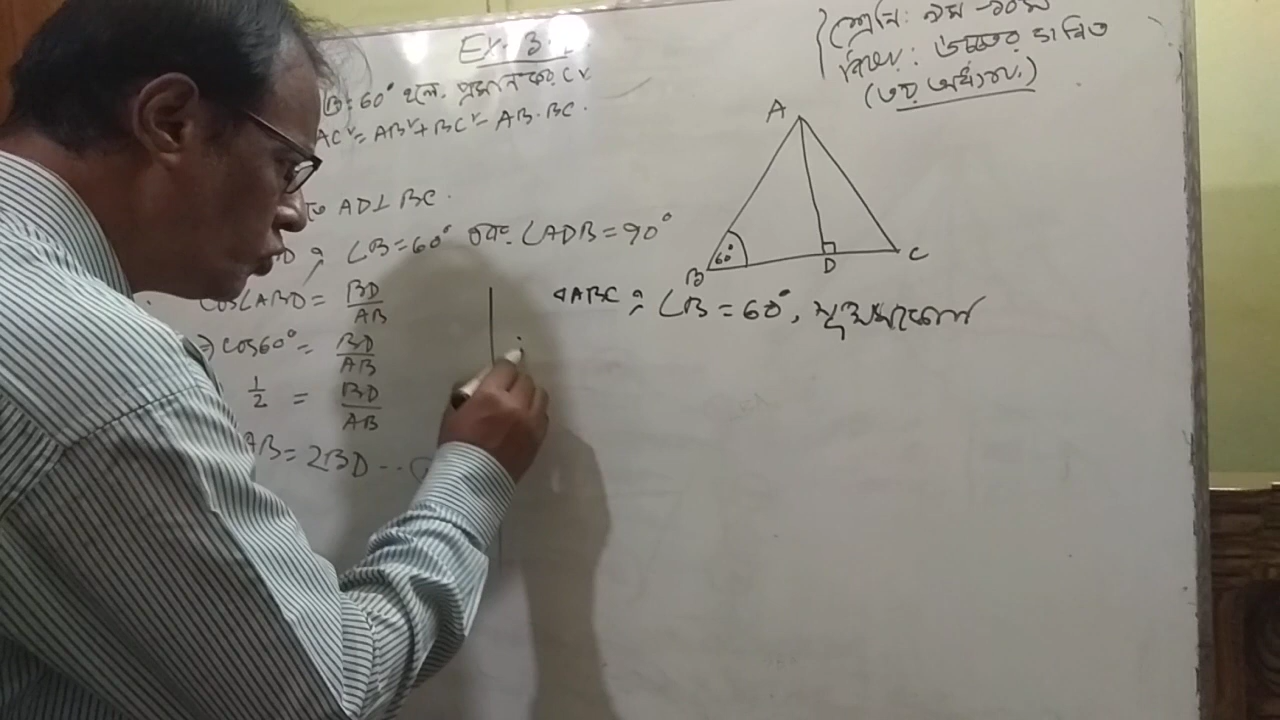 Ex. 3.1.
B=60° হলে, প্রমাণ কর যে,
AC² = AB² + BC² - AB·BC.
AD⊥BC.
∠B=60° এবং ∠ADB=90°
cos∠ABD = BD/AB
⇒ cos60° = BD/AB
1/2 = BD/AB
AB=2BD --
শ্রেণি: ৯ম-১০ম
বিষয়: উচ্চতর গণিত
(৩য় অধ্যায়)
A
60°
B
D
C
△ABC এ ∠B=60°, সূক্ষ্মকোণ